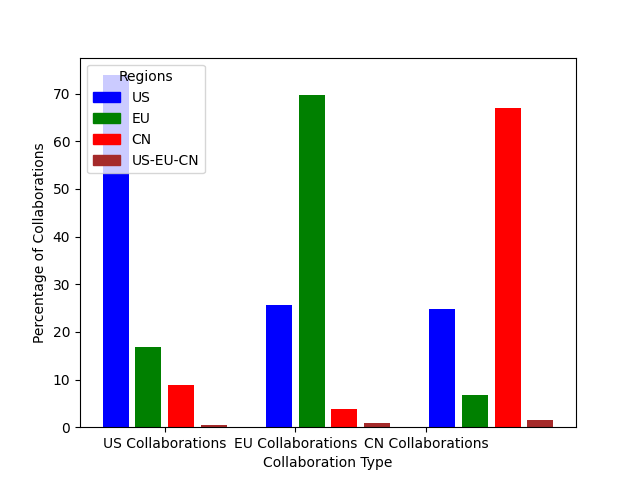 Regions
US
EU
CN
US-EU-CN
70
60
50
40
30
20
10
0
Percentage of Collaborations
US Collaborations EU Collaborations CN Collaborations
Collaboration Type